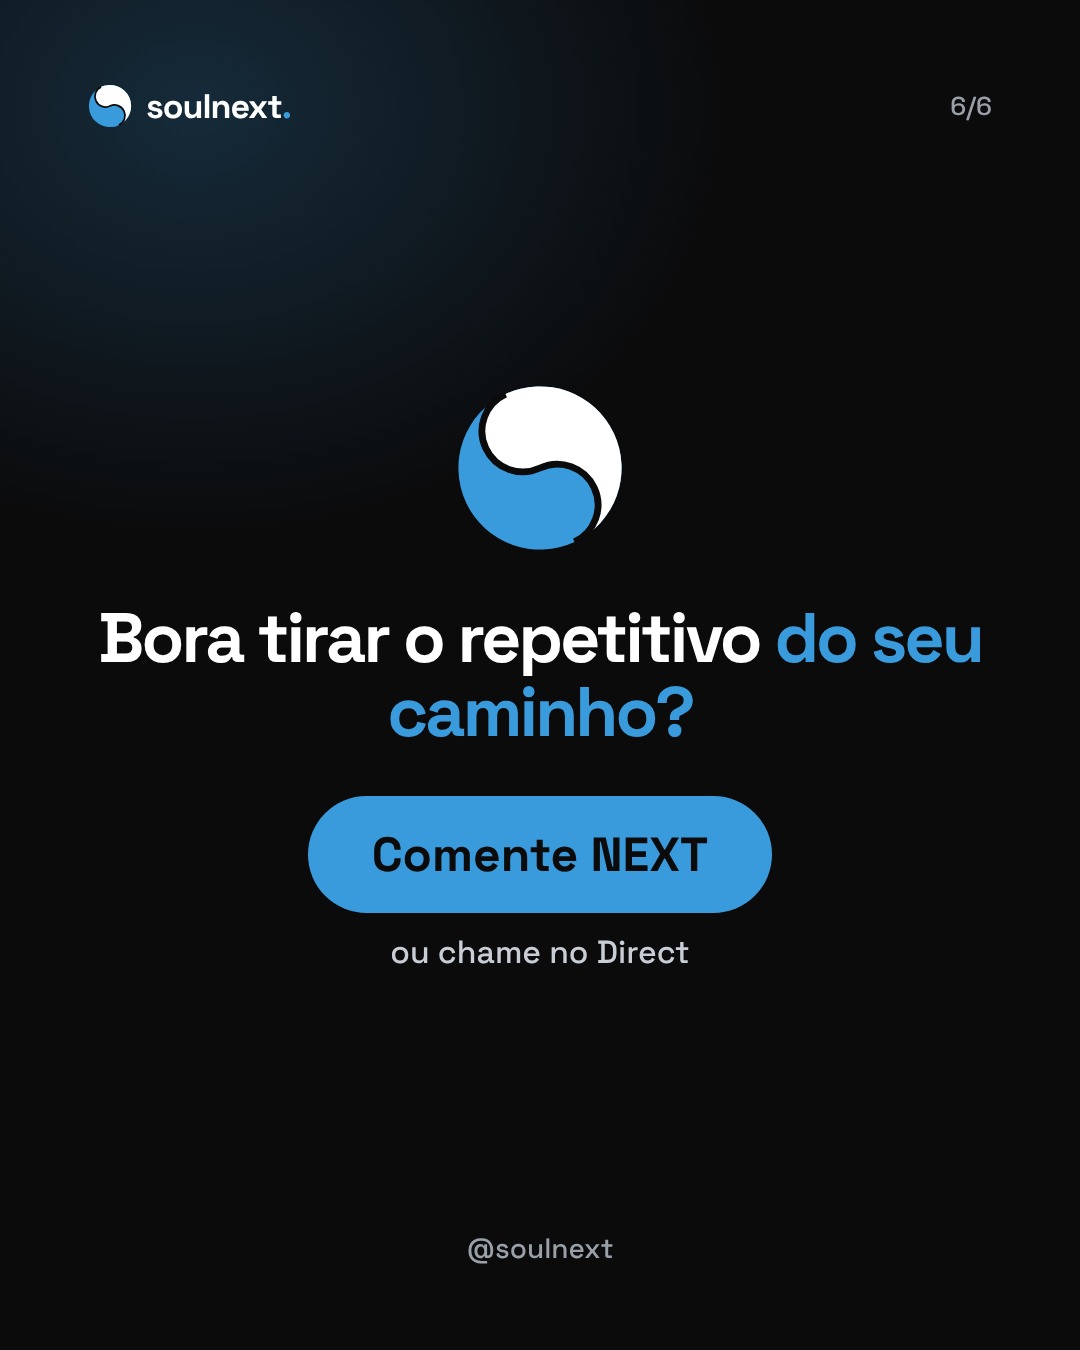 soulnext.
6/6
Bora tirar o repetitivo do seu
caminho?
Comente NEXT
ou chame no Direct
@soulnext